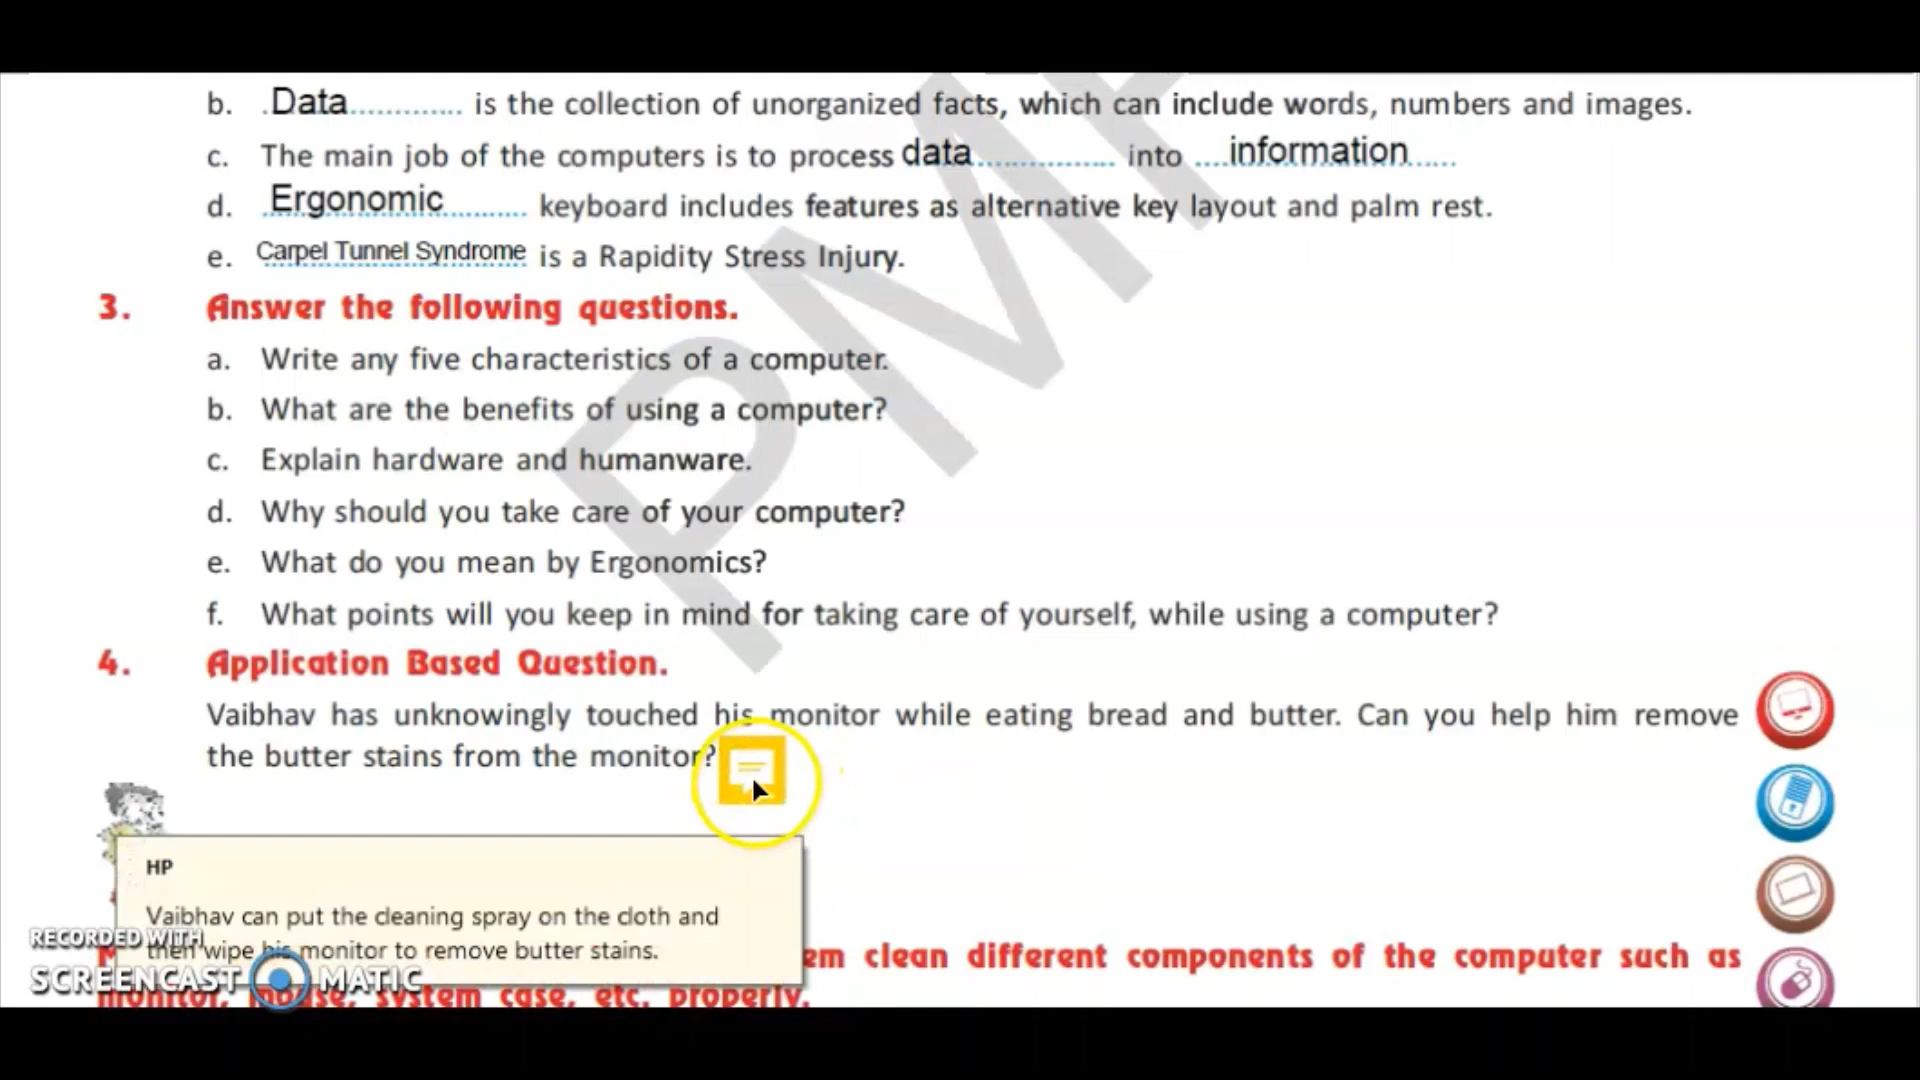 b. .Data............. is the collection of unorganized facts, which can include words, numbers and images.
c. The main job of the computers is to process data................. into ....information......
d. Ergonomic.......... keyboard includes features as alternative key layout and palm rest.
e. Carpel Tunnel Syndrome is a Rapidity Stress Injury.
3. Answer the following questions.
a. Write any five characteristics of a computer.
b. What are the benefits of using a computer?
c. Explain hardware and humanware.
d. Why should you take care of your computer?
e. What do you mean by Ergonomics?
f. What points will you keep in mind for taking care of yourself, while using a computer?
4. Application Based Question.
Vaibhav has unknowingly touched his monitor while eating bread and butter. Can you help him remove
the butter stains from the monitor?
HP
Vaibhav can put the cleaning spray on the cloth and
then wipe his monitor to remove butter stains.
em clean different components of the computer such as
monitor, mouse, system case, etc. properly.
RECORDED WITH
SCREENCAST MATIC
PM